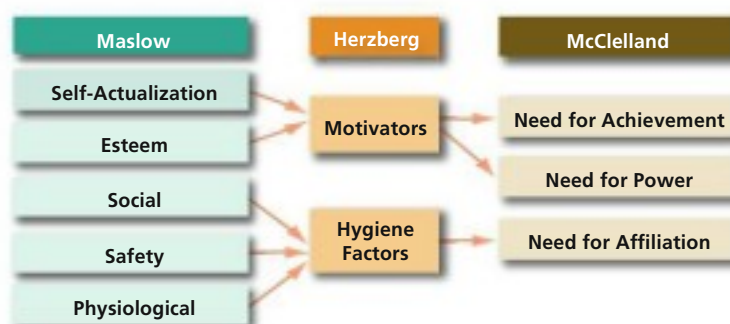 Maslow
Herzberg
McClelland
Self-Actualization
Esteem
Social
Safety
Physiological
Motivators
Hygiene
Factors
Need for Achievement
Need for Power
Need for Affiliation